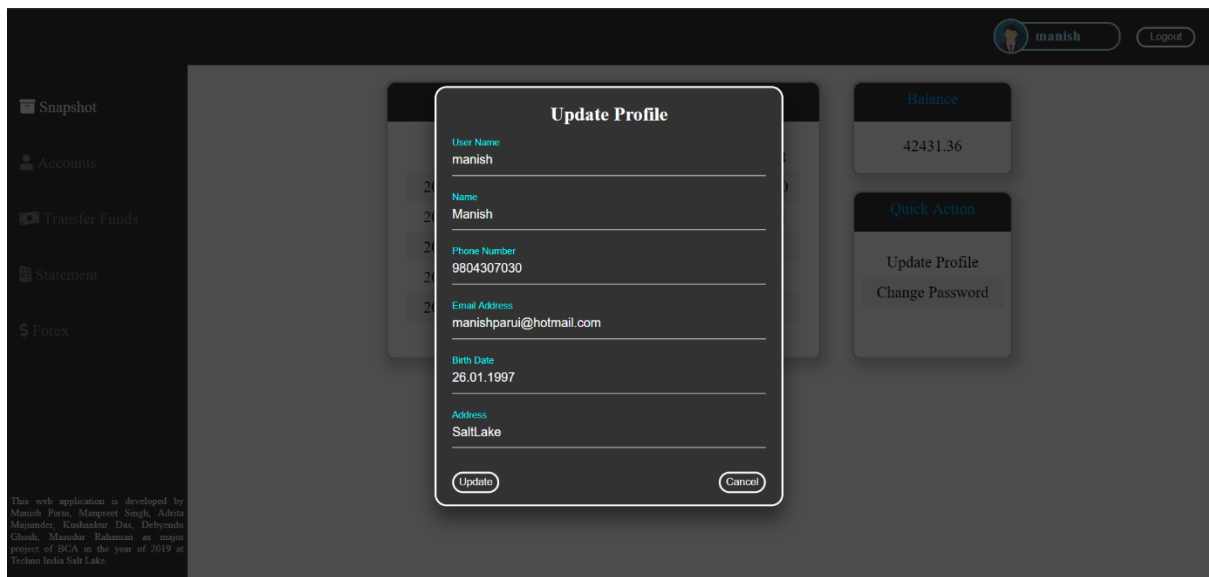 manish
Logout
Snapshot
Accounts
Transfer Funds
Statement
$ Forex
Update Profile
User Name
manish
Name
Manish
Phone Number
9804307030
Email Address
manishparui@hotmail.com
Birth Date
26.01.1997
Address
SaltLake
Update
Cancel
Balance
42431.36
Quick Action
Update Profile
Change Password
This web application is developed by
Manish Parui, Manpreet Singh, Adrita
Majumder, Kushankur Das, Debyendu
Ghosh, Masudur Rahaman as major
project of BCA in the year of 2019 at
Techno India Salt Lake.